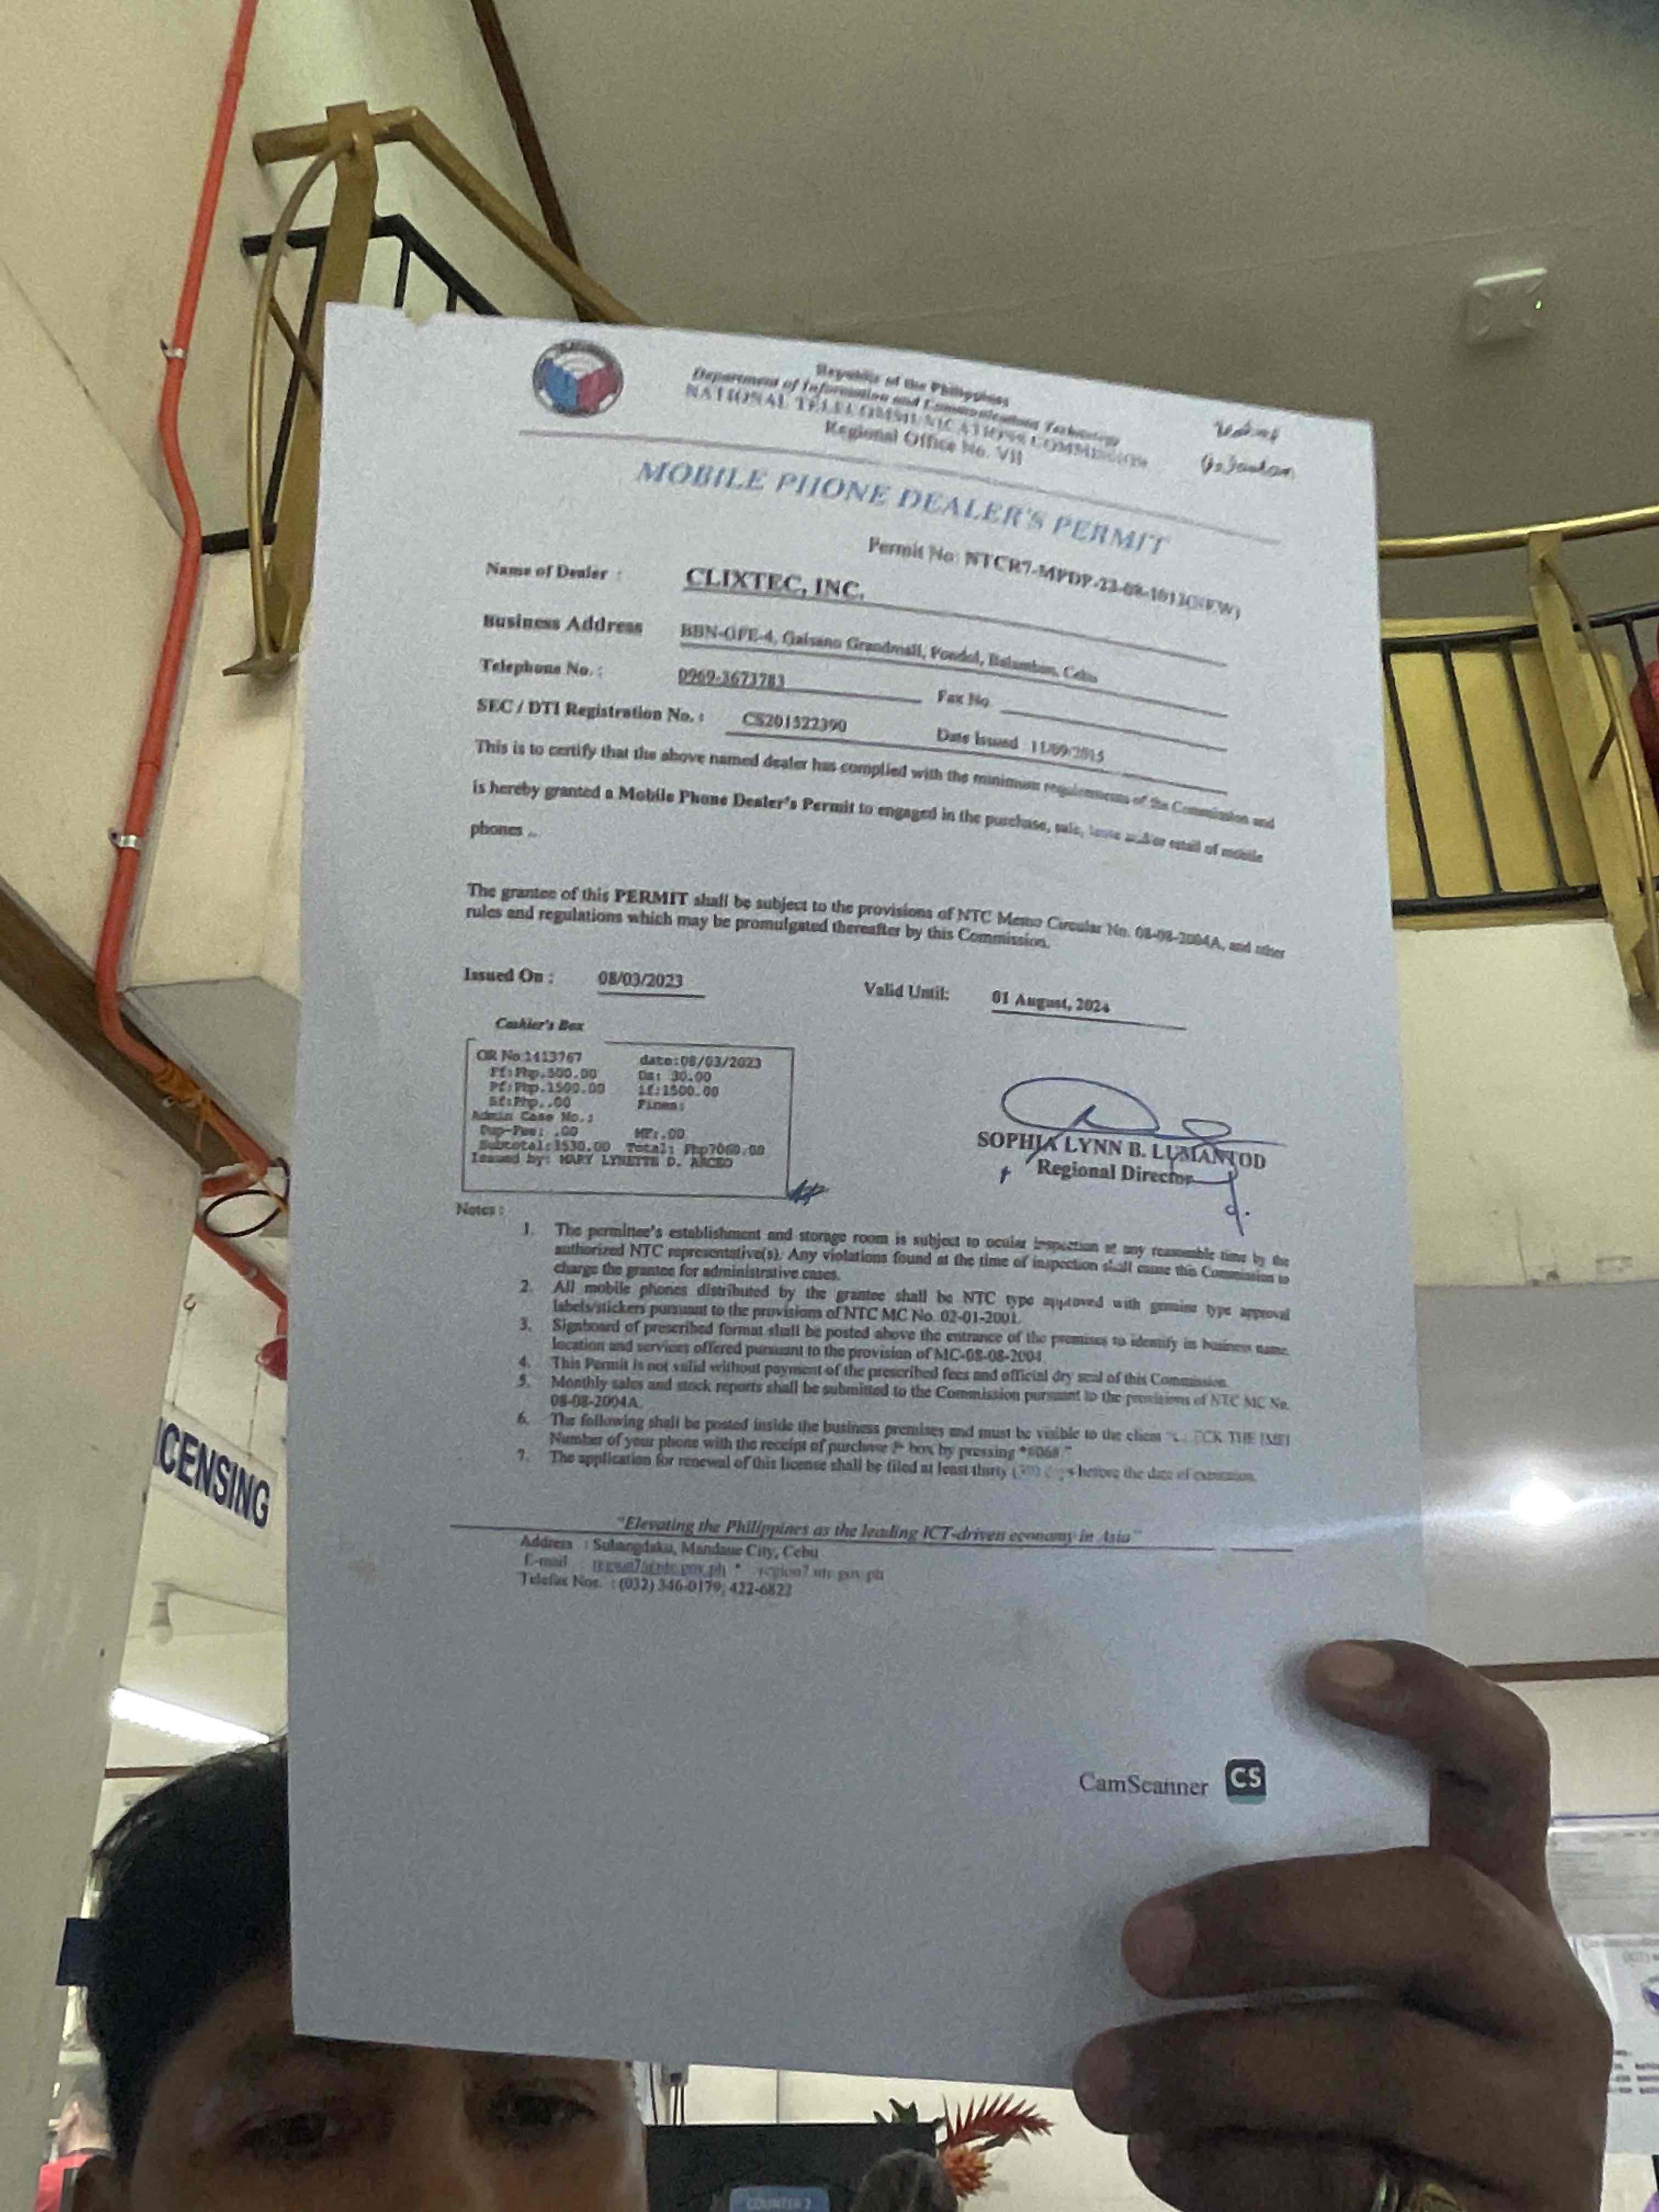 Republic of the Philippines
Department of Information and Communications Technology
NATIONAL TELECOMMUNICATIONS COMMISSION
Regional Office No. VII
MOBILE PHONE DEALER'S PERMIT
Permit No: NTCR7-MPDP-23-08-1013(NEW)
Name of Dealer : CLIXTEC, INC.
Business Address BBN-GFE-4, Gaisano Grandmall, Pondol, Balamban, Cebu
Telephone No. : 0969-3673783 Fax No.
SEC / DTI Registration No. : CS201522390 Date Issued 11/09/2015
This is to certify that the above named dealer has complied with the minimum requirements of the Commission and
is hereby granted a Mobile Phone Dealer's Permit to engaged in the purchase, sale, lease and/or retail of mobile
phones ..
The grantee of this PERMIT shall be subject to the provisions of NTC Memo Circular No. 08-08-2004A, and other
rules and regulations which may be promulgated thereafter by this Commission.
Issued On : 08/03/2023 Valid Until: 01 August, 2024
Cashier's Box
OR No:1413767 date:08/03/2023
Ff:Php.500.00 Ds: 30.00
Pf:Php.1500.00 if:1500.00
Sf:Php..00 Fines:
Admin Case No.:
Dup-Fee: .00 MF:.00
Subtotal:3530.00 Total: Php7060.00
Issued by: MARY LYNETTE D. ARCEO
SOPHIA LYNN B. LUMANTOD
Regional Director
Notes :
1. The permittee's establishment and storage room is subject to ocular inspection at any reasonable time by the
authorized NTC representative(s). Any violations found at the time of inspection shall cause this Commission to
charge the grantee for administrative cases.
2. All mobile phones distributed by the grantee shall be NTC type approved with genuine type approval
labels/stickers pursuant to the provisions of NTC MC No. 02-01-2001.
3. Signboard of prescribed format shall be posted above the entrance of the premises to identify its business name,
location and services offered pursuant to the provision of MC-08-08-2004.
4. This Permit is not valid without payment of the prescribed fees and official dry seal of this Commission.
5. Monthly sales and stock reports shall be submitted to the Commission pursuant to the provisions of NTC MC No.
08-08-2004A.
6. The following shall be posted inside the business premises and must be visible to the client "CHECK THE IMEI
Number of your phone with the receipt of purchase box by pressing *#06#."
7. The application for renewal of this license shall be filed at least thirty (30) days before the date of expiration.
"Elevating the Philippines as the leading ICT-driven economy in Asia"
Address : Subangdaku, Mandaue City, Cebu
E-mail : region7@ntc.gov.ph * region7.ntc.gov.ph
Telefax Nos. : (032) 346-0179; 422-6822
CamScanner CS
ICENSING
COUNTER 2